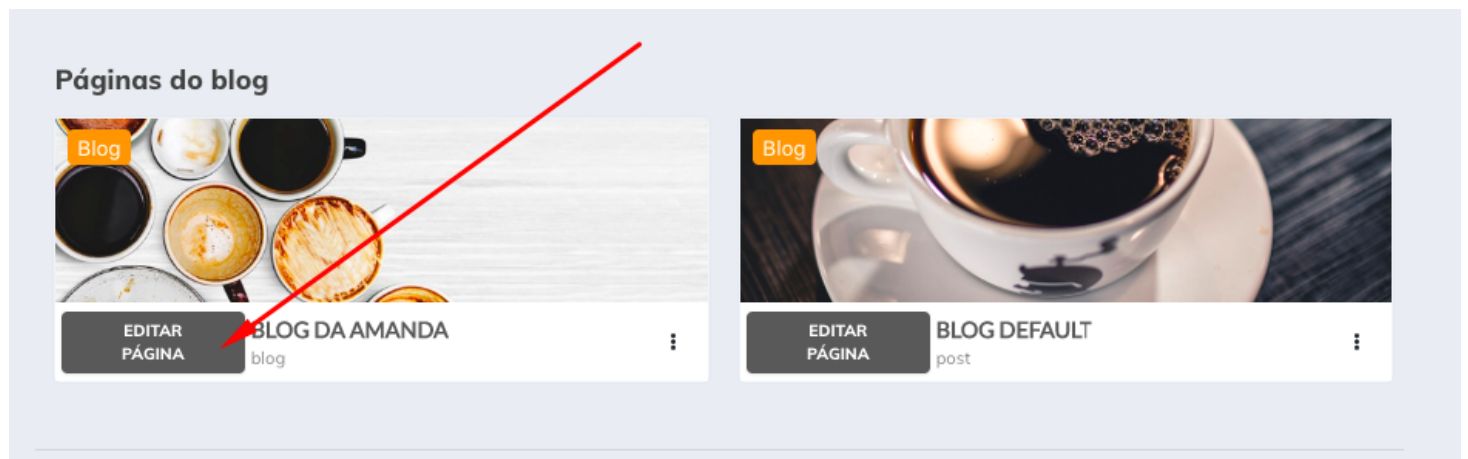 Páginas do blog
Blog
EDITAR
PÁGINA
BLOG DA AMANDA
blog
Blog
EDITAR
PÁGINA
BLOG DEFAULT
post